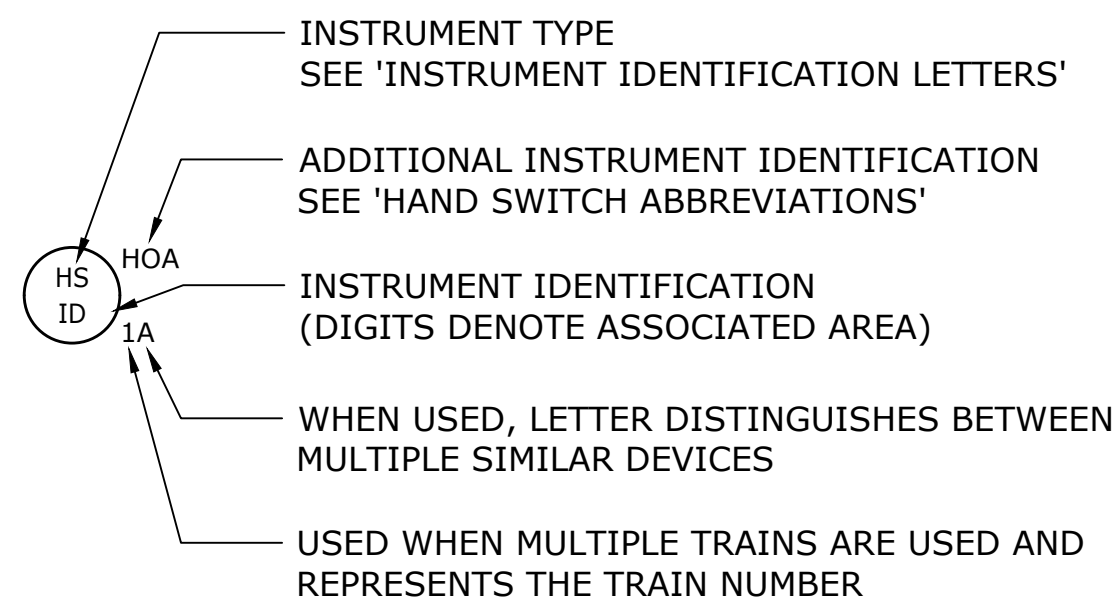 INSTRUMENT TYPE
SEE 'INSTRUMENT IDENTIFICATION LETTERS'
ADDITIONAL INSTRUMENT IDENTIFICATION
SEE 'HAND SWITCH ABBREVIATIONS'
HOA
HS
ID
1A
INSTRUMENT IDENTIFICATION
(DIGITS DENOTE ASSOCIATED AREA)
WHEN USED, LETTER DISTINGUISHES BETWEEN
MULTIPLE SIMILAR DEVICES
USED WHEN MULTIPLE TRAINS ARE USED AND
REPRESENTS THE TRAIN NUMBER